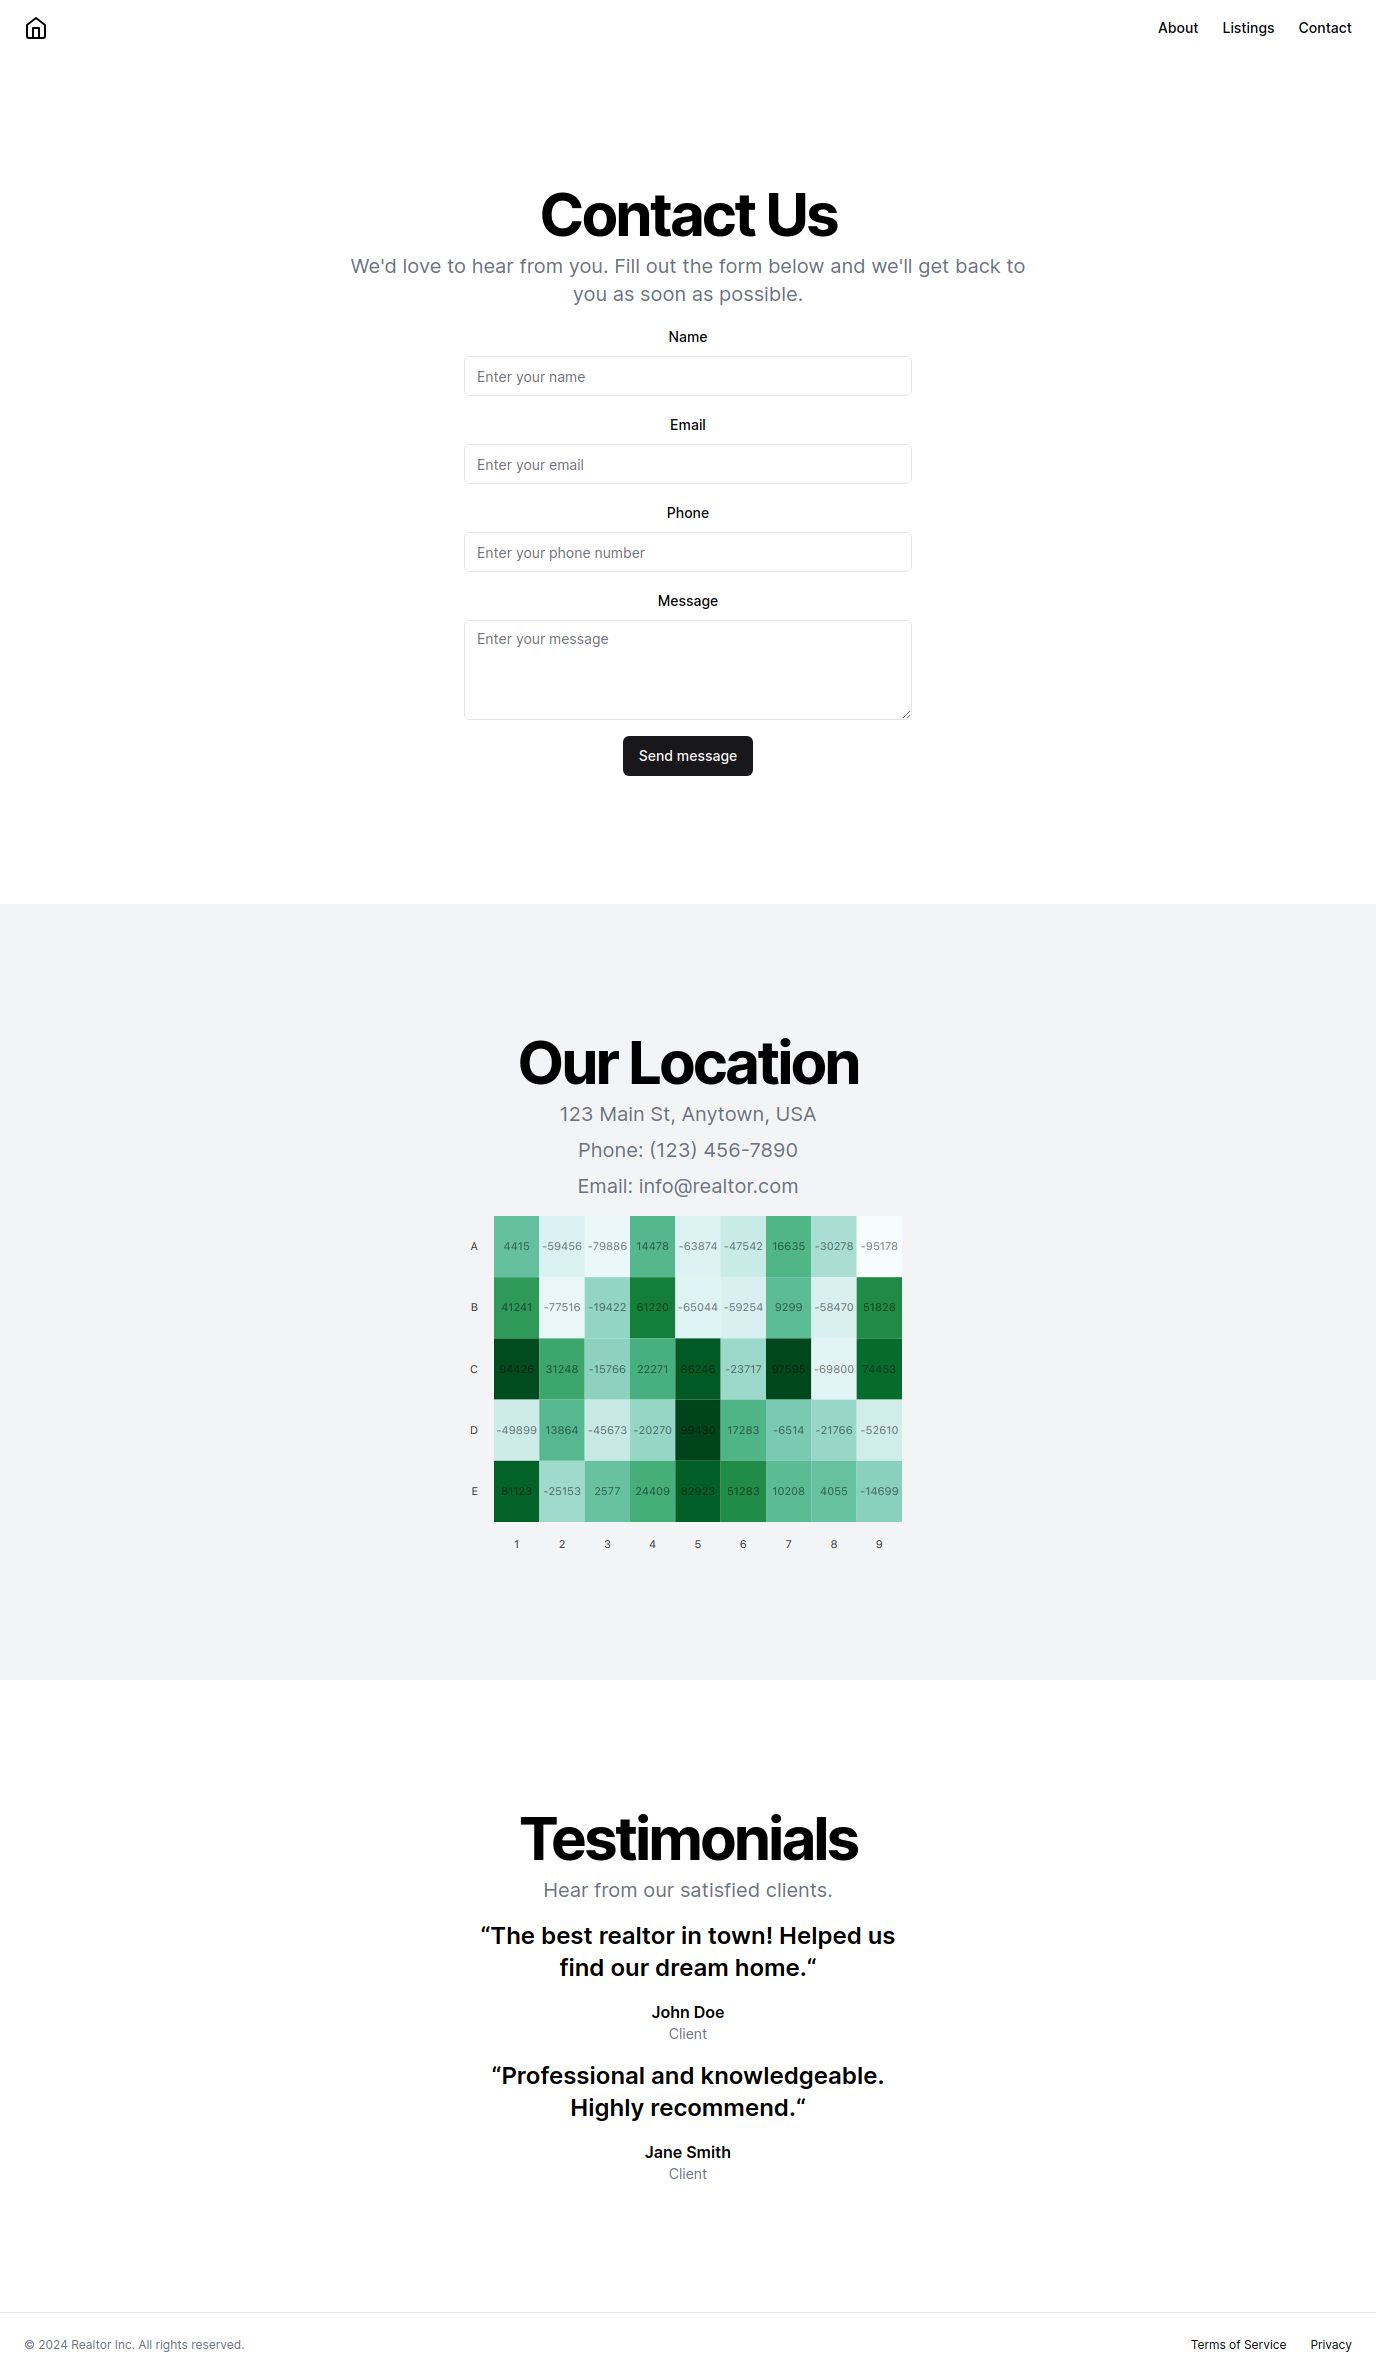 About Listings Contact
Contact Us
We'd love to hear from you. Fill out the form below and we'll get back to
you as soon as possible.
Name
Enter your name
Email
Enter your email
Phone
Enter your phone number
Message
Enter your message
Send message
Our Location
123 Main St, Anytown, USA
Phone: (123) 456-7890
Email: info@realtor.com
A 4415 -59456 -79886 14478 -63874 -47542 16635 -30278 -95178
B 41241 -77516 -19422 61220 -65044 -59254 9299 -58470 51828
C 94426 31248 -15766 22271 86246 -23717 97595 -69800 74453
D -49899 13864 -45673 -20270 99430 17283 -6514 -21766 -52610
E 81123 -25153 2577 24409 82923 51283 10208 4055 -14699
1 2 3 4 5 6 7 8 9
Testimonials
Hear from our satisfied clients.
“The best realtor in town! Helped us
find our dream home.“
John Doe
Client
“Professional and knowledgeable.
Highly recommend.“
Jane Smith
Client
© 2024 Realtor Inc. All rights reserved. Terms of Service Privacy